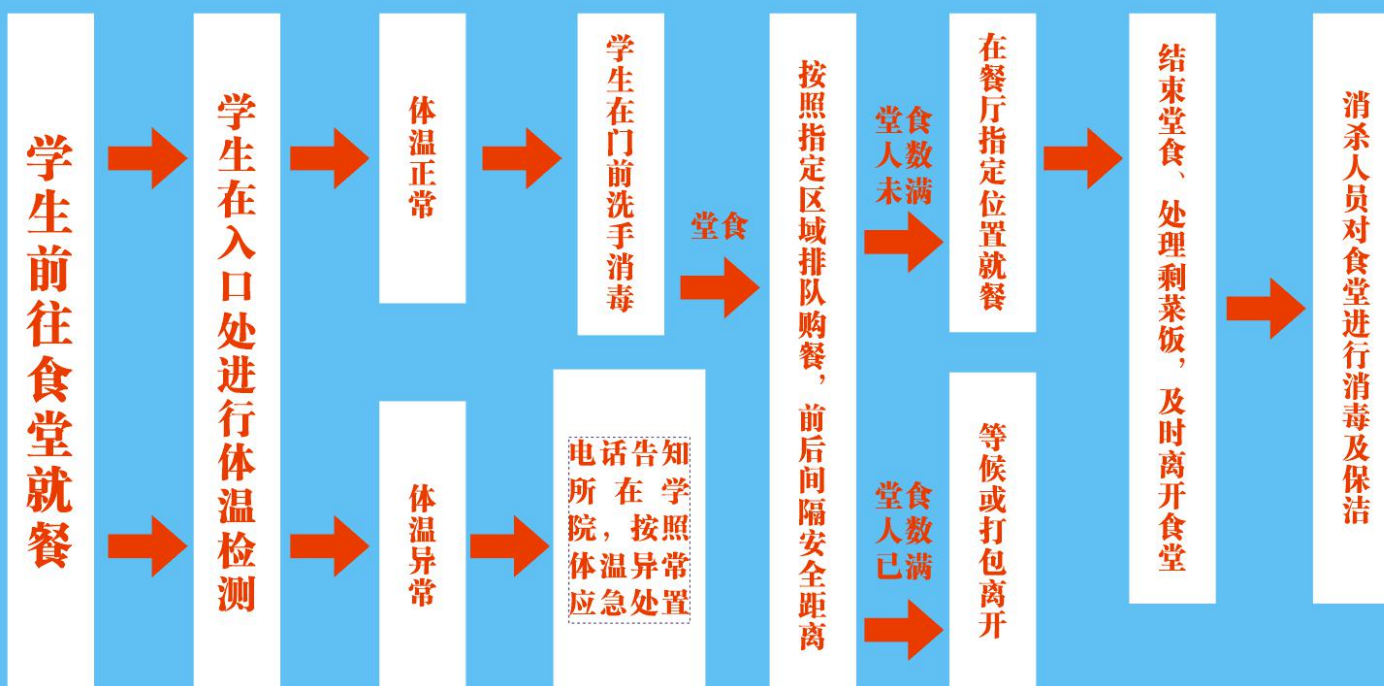 学生前往食堂就餐
学生在入口处进行体温检测
体温正常
体温异常
学生在门前洗手消毒
电话告知
所在学
院，按照
体温异常
应急处置
堂食
按照指定区域排队购餐，前后间隔安全距离
堂食
人数
未满
堂食
人数
已满
在餐厅指定位置就餐
等候或打包离开
结束堂食、处理剩菜饭，及时离开食堂
消杀人员对食堂进行消毒及保洁